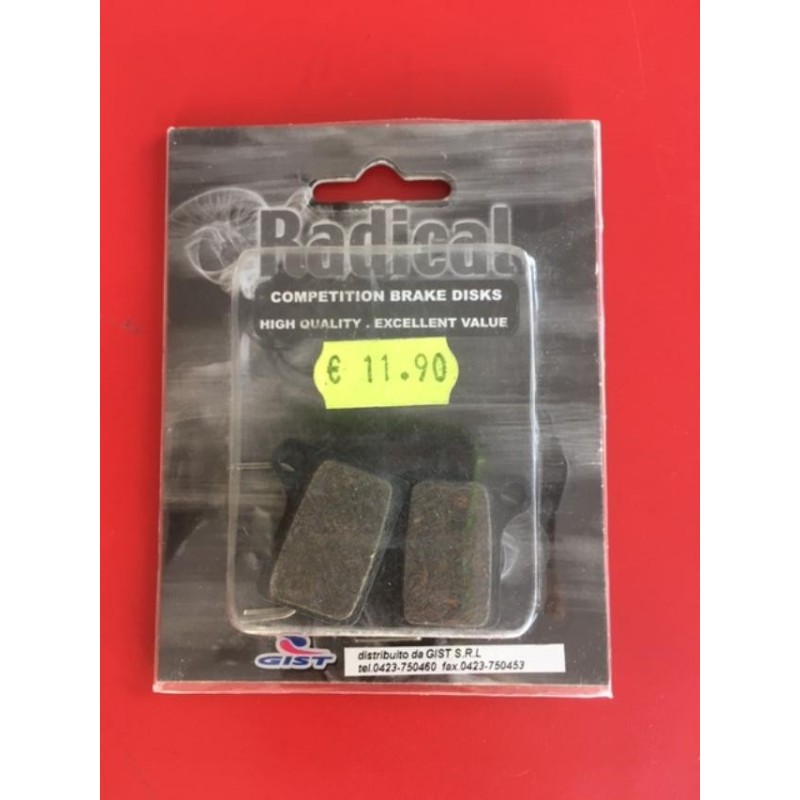 Radical
COMPETITION BRAKE DISKS
HIGH QUALITY . EXCELLENT VALUE
€ 11.90
GIST
distribuito da GIST S.R.L
tel.0423-750460 fax.0423-750453